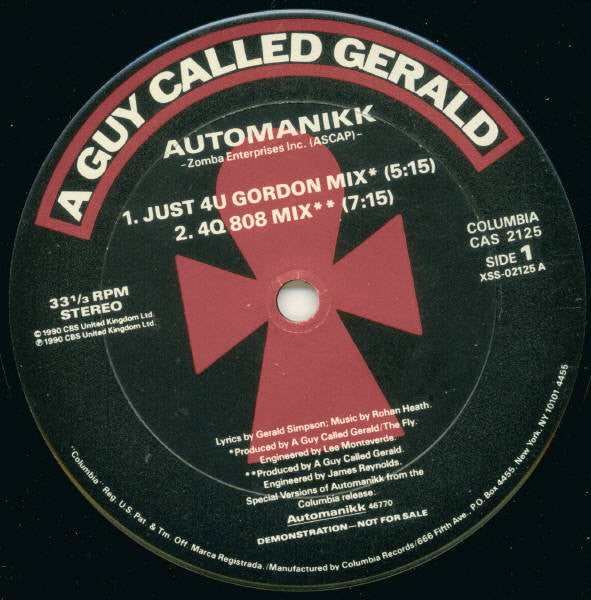 A GUY CALLED GERALD
AUTOMANIKK
-Zomba Enterprises Inc. (ASCAP)-
1. JUST 4U GORDON MIX* (5:15)
2. 4Q 808 MIX** (7:15)
COLUMBIA
CAS 2125
SIDE 1
XSS-02125 A
33 1/3 RPM
STEREO
© 1990 CBS United Kingdom Ltd.
℗ 1990 CBS United Kingdom Ltd.
Lyrics by Gerald Simpson; Music by Rohan Heath.
*Produced by A Guy Called Gerald/The Fly.
Engineered by Lee Monteverde.
**Produced by A Guy Called Gerald.
Engineered by James Reynolds.
Special Versions of Automanikk from the
Columbia release:
Automanikk 46770
DEMONSTRATION—NOT FOR SALE
"Columbia" Reg. U.S. Pat. & Tm. Off. Marca Registrada./Manufactured by Columbia Records/666 Fifth Ave., P.O. Box 4455, New York, NY 10101-4455